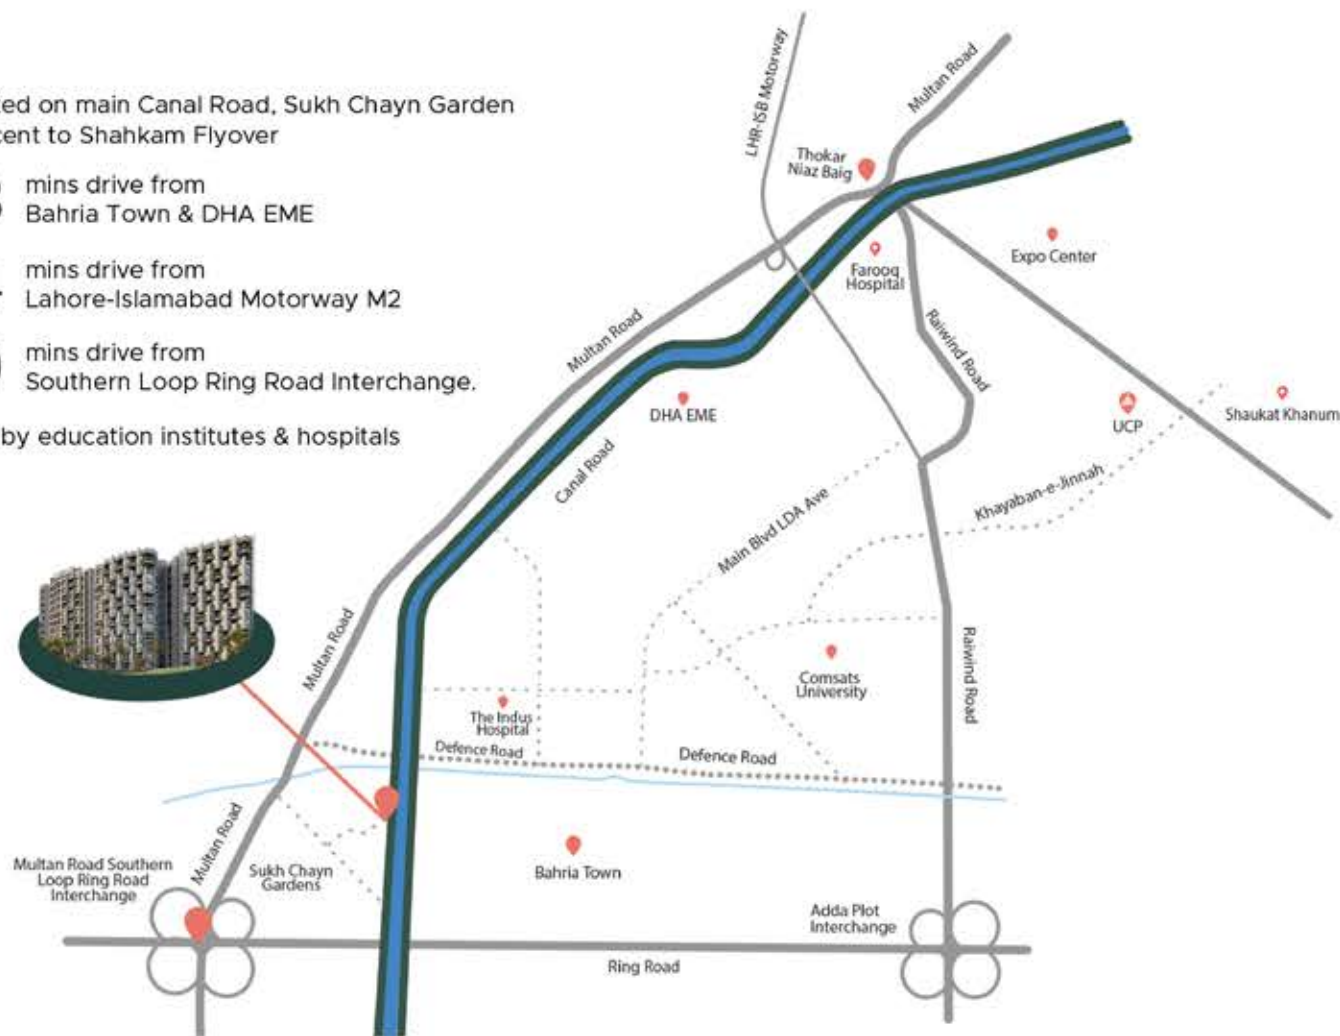 on main Canal Road, Sukh Chayn Garden
to Shahkam Flyover
mins drive from
Bahria Town & DHA EME
mins drive from
Lahore-Islamabad Motorway M2
mins drive from
Southern Loop Ring Road Interchange.
by education institutes & hospitals
LHR-ISB Motorway
Multan Road
Thokar
Niaz Baig
Expo Center
Farooq
Hospital
Raiwind Road
Multan Road
DHA EME
UCP
Shaukat Khanum
Canal Road
Khayaban-e-Jinnah
Main Blvd LDA Ave
Multan Road
Comsats
University
Raiwind Road
The Indus
Hospital
Defence Road
Defence Road
Multan Road
Multan Road Southern
Loop Ring Road
Interchange
Sukh Chayn
Gardens
Bahria Town
Adda Plot
Interchange
Ring Road